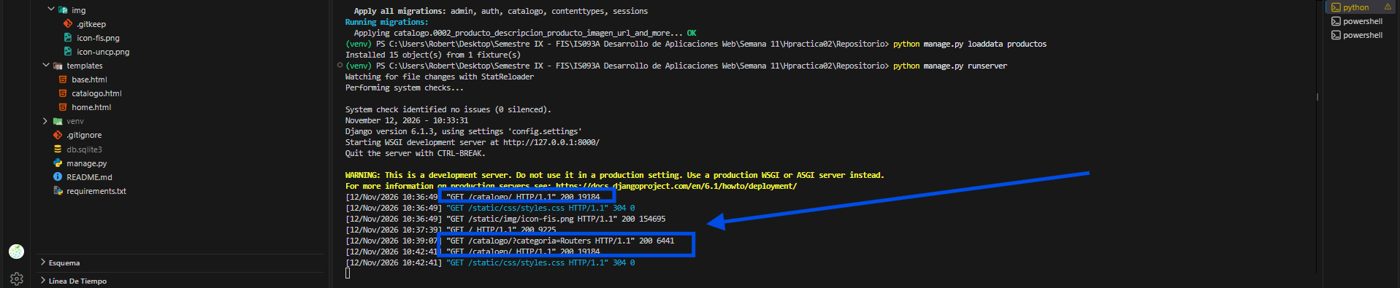 img
.gitkeep
icon-fis.png
icon-uncp.png
templates
base.html
catalogo.html
home.html
venv
.gitignore
db.sqlite3
manage.py
README.md
requirements.txt
Esquema
Línea De Tiempo
Apply all migrations: admin, auth, catalogo, contenttypes, sessions
Running migrations:
Applying catalogo.0002_producto_descripcion_producto_imagen_url_and_more... OK
(venv) PS C:\Users\Robert\Desktop\Semestre IX - FIS\IS093A Desarrollo de Aplicaciones Web\Semana 11\Hpractica02\Repositorio> python manage.py loaddata productos
Installed 15 object(s) from 1 fixture(s)
(venv) PS C:\Users\Robert\Desktop\Semestre IX - FIS\IS093A Desarrollo de Aplicaciones Web\Semana 11\Hpractica02\Repositorio> python manage.py runserver
Watching for file changes with StatReloader
Performing system checks...
System check identified no issues (0 silenced).
November 12, 2026 - 10:33:31
Django version 6.1.3, using settings 'config.settings'
Starting WSGI development server at http://127.0.0.1:8000/
Quit the server with CTRL-BREAK.
WARNING: This is a development server. Do not use it in a production setting. Use a production WSGI or ASGI server instead.
For more information on production servers see: https://docs.djangoproject.com/en/6.1/howto/deployment/
[12/Nov/2026 10:36:49] "GET /catalogo/ HTTP/1.1" 200 19184
[12/Nov/2026 10:36:49] "GET /static/css/styles.css HTTP/1.1" 304 0
[12/Nov/2026 10:36:49] "GET /static/img/icon-fis.png HTTP/1.1" 200 154695
[12/Nov/2026 10:37:39] "GET / HTTP/1.1" 200 9225
[12/Nov/2026 10:39:07] "GET /catalogo/?categoria=Routers HTTP/1.1" 200 6441
[12/Nov/2026 10:42:41] "GET /catalogo/ HTTP/1.1" 200 19184
[12/Nov/2026 10:42:41] "GET /static/css/styles.css HTTP/1.1" 304 0
python
powershell
powershell